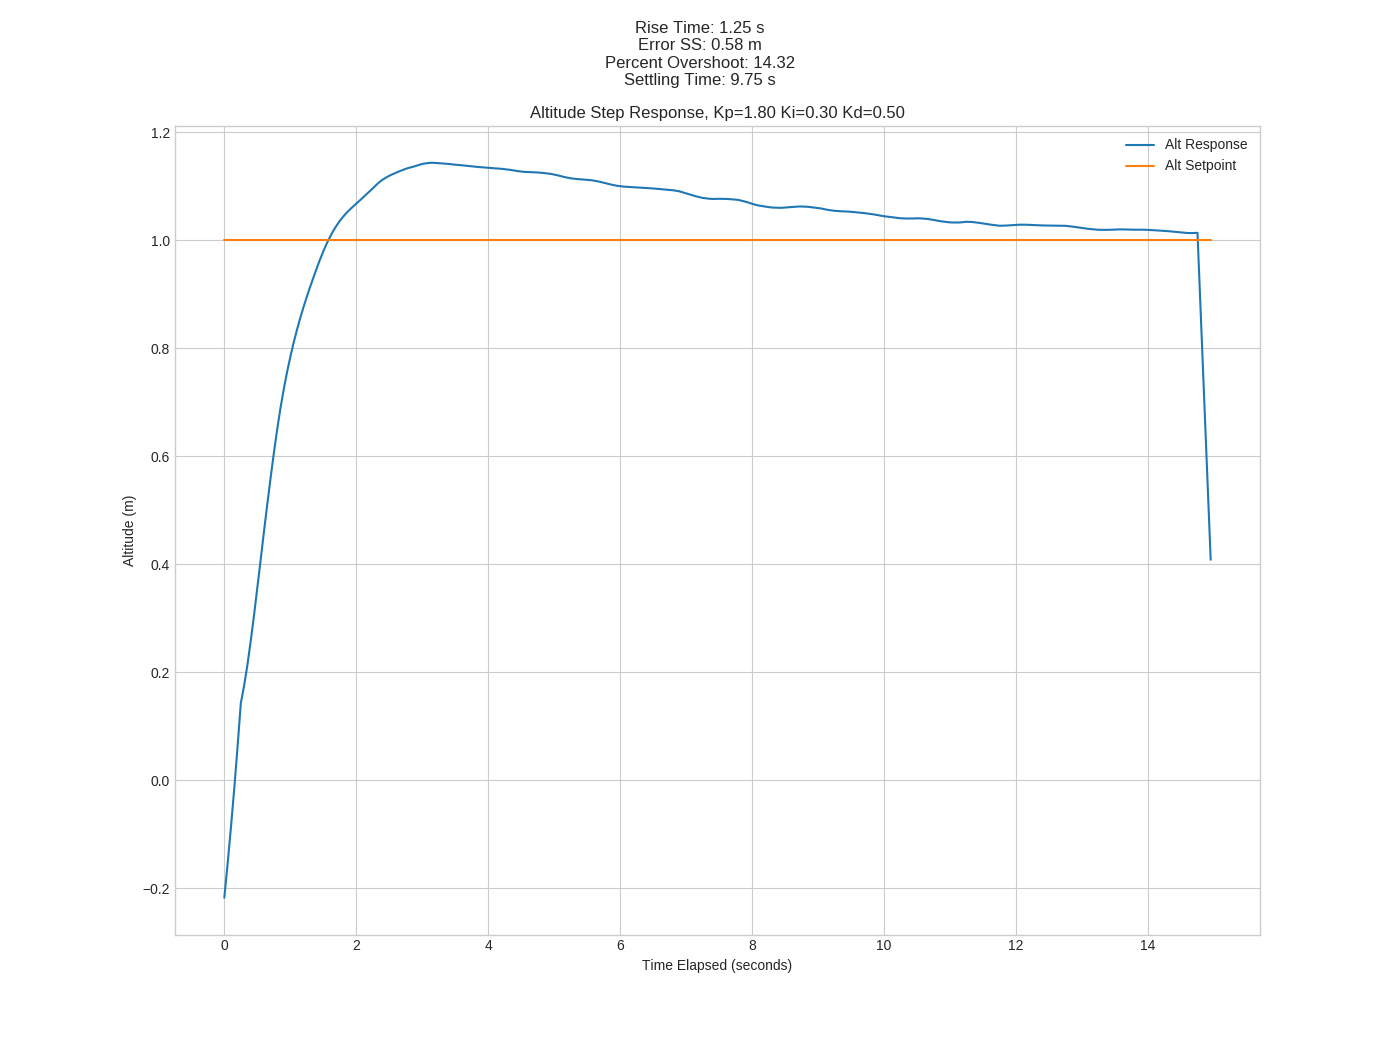 Rise Time: 1.25 s
Error SS: 0.58 m
Percent Overshoot: 14.32
Settling Time: 9.75 s
Altitude Step Response, Kp=1.80 Ki=0.30 Kd=0.50
Alt Response
Alt Setpoint
1.2
1.0
0.8
0.6
0.4
0.2
0.0
−0.2
Altitude (m)
0 2 4 6 8 10 12 14
Time Elapsed (seconds)